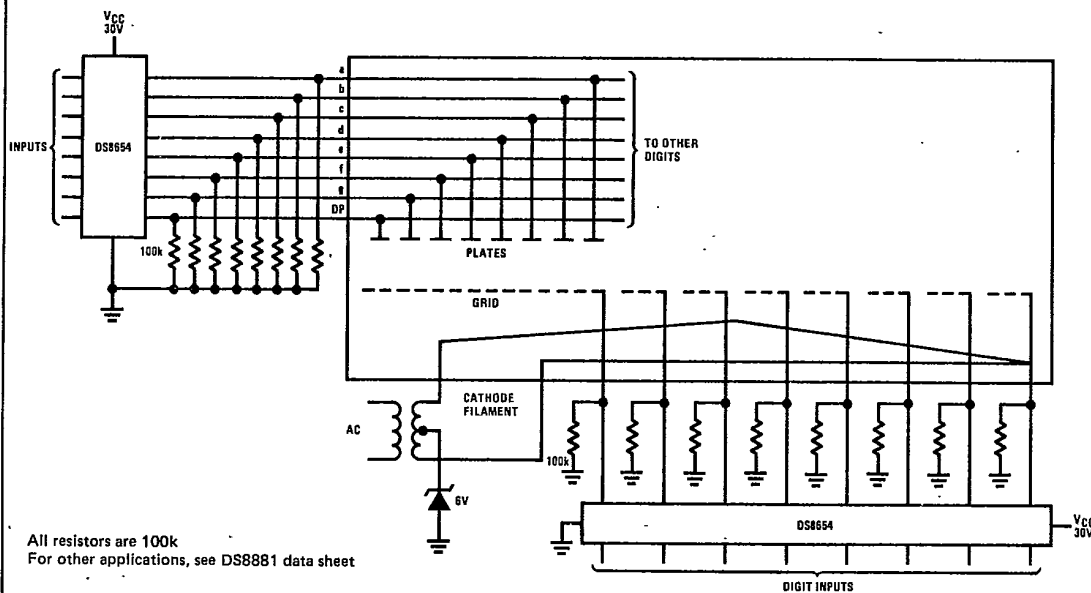 VCC
30V
INPUTS
DS8654
100k
a
b
c
d
e
f
g
DP
TO OTHER
DIGITS
PLATES
GRID
CATHODE
FILAMENT
AC
6V
100k
DS8654
VCC
30V
DIGIT INPUTS
All resistors are 100k
For other applications, see DS8881 data sheet